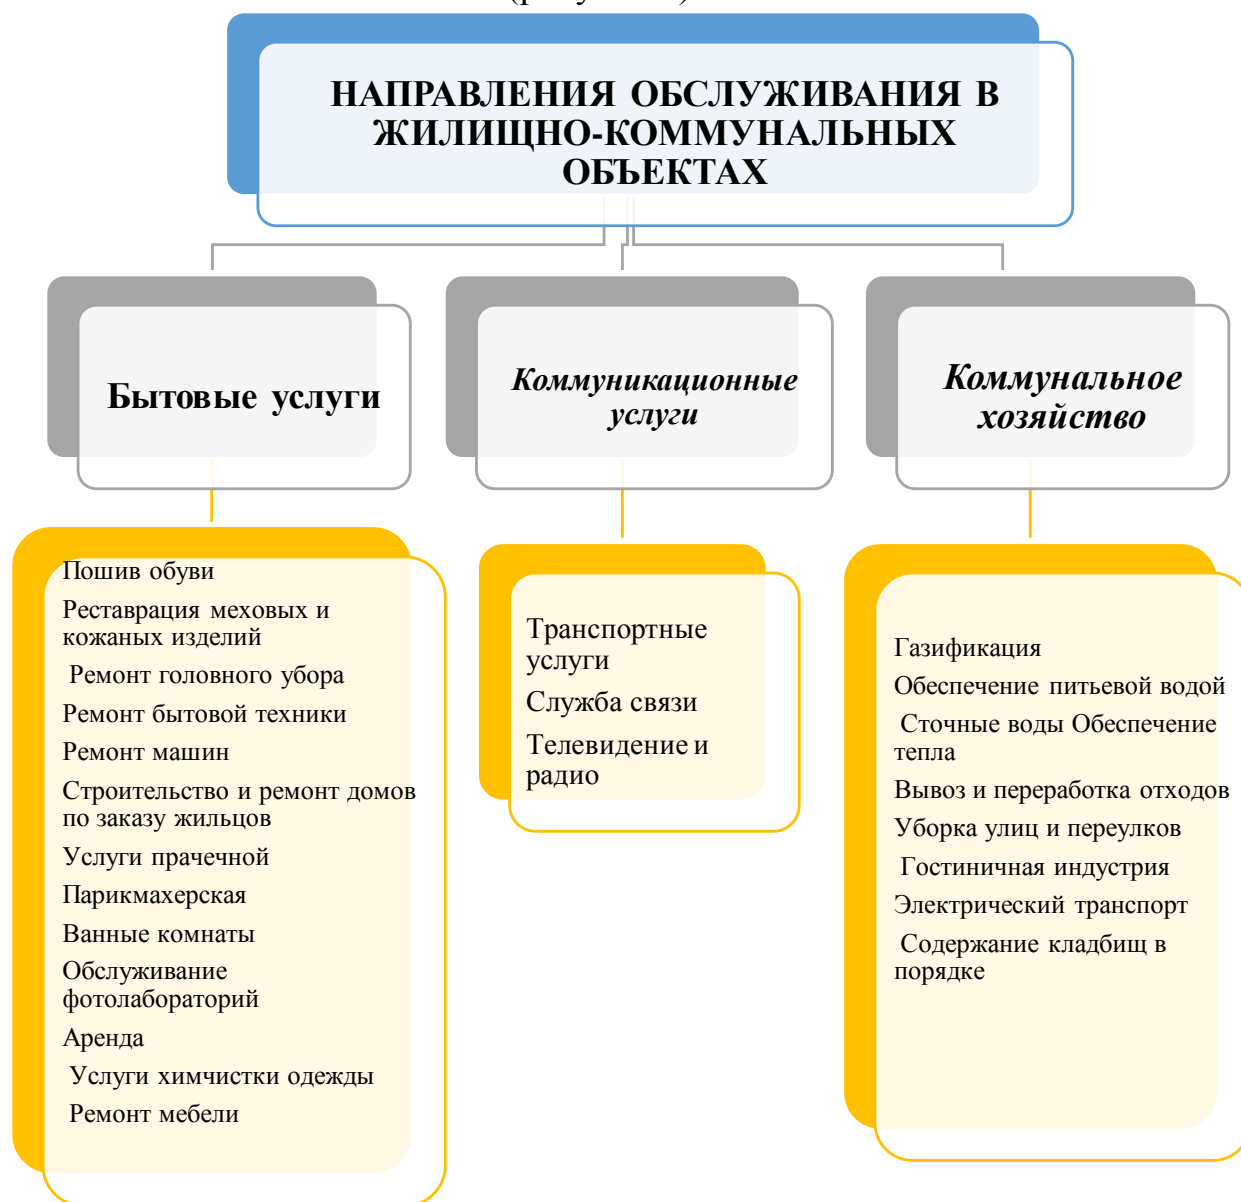 НАПРАВЛЕНИЯ ОБСЛУЖИВАНИЯ В
ЖИЛИЩНО-КОММУНАЛЬНЫХ
ОБЪЕКТАХ
Бытовые услуги
Коммуникационные
услуги
Коммунальное
хозяйство
Пошив обуви
Реставрация меховых и
кожаных изделий
Ремонт головного убора
Ремонт бытовой техники
Ремонт машин
Строительство и ремонт домов
по заказу жильцов
Услуги прачечной
Парикмахерская
Ванные комнаты
Обслуживание
фотолабораторий
Аренда
Услуги химчистки одежды
Ремонт мебели
Транспортные
услуги
Служба связи
Телевидение и
радио
Газификация
Обеспечение питьевой водой
Сточные воды Обеспечение
тепла
Вывоз и переработка отходов
Уборка улиц и переулков
Гостиничная индустрия
Электрический транспорт
Содержание кладбищ в
порядке